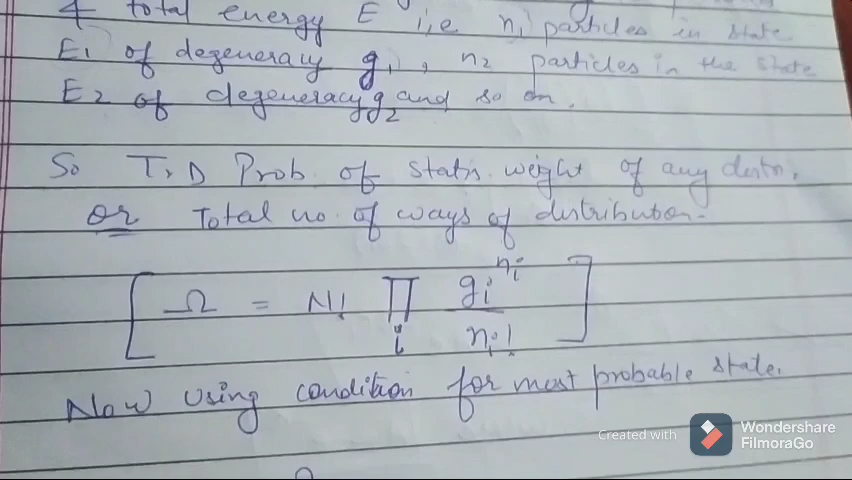 & total energy E i,e n1 particles in state
E1 of degeneracy g1, n2 particles in the state
E2 of degeneracy g2 and so on.
So T.D Prob. of statis. weight of any distn.
or Total no. of ways of distribution.
[ Ω = N! ∏i gi^ni / ni! ]
Now using condition for most probable state.
Created with Wondershare FilmoraGo